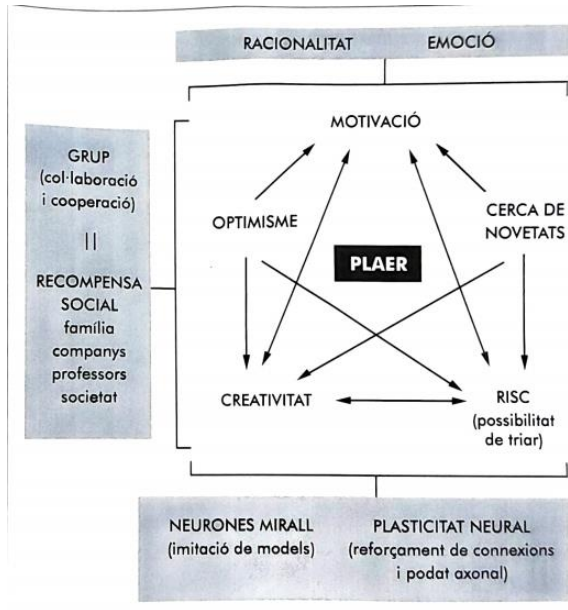 RACIONALITAT EMOCIÓ
MOTIVACIÓ
GRUP
(col·laboració
i cooperació)
||
RECOMPENSA
SOCIAL
família
companys
professors
societat
OPTIMISME
CERCA DE
NOVETATS
PLAER
CREATIVITAT
RISC
(possibilitat
de triar)
NEURONES MIRALL
(imitació de models)
PLASTICITAT NEURAL
(reforçament de connexions
i podat axonal)